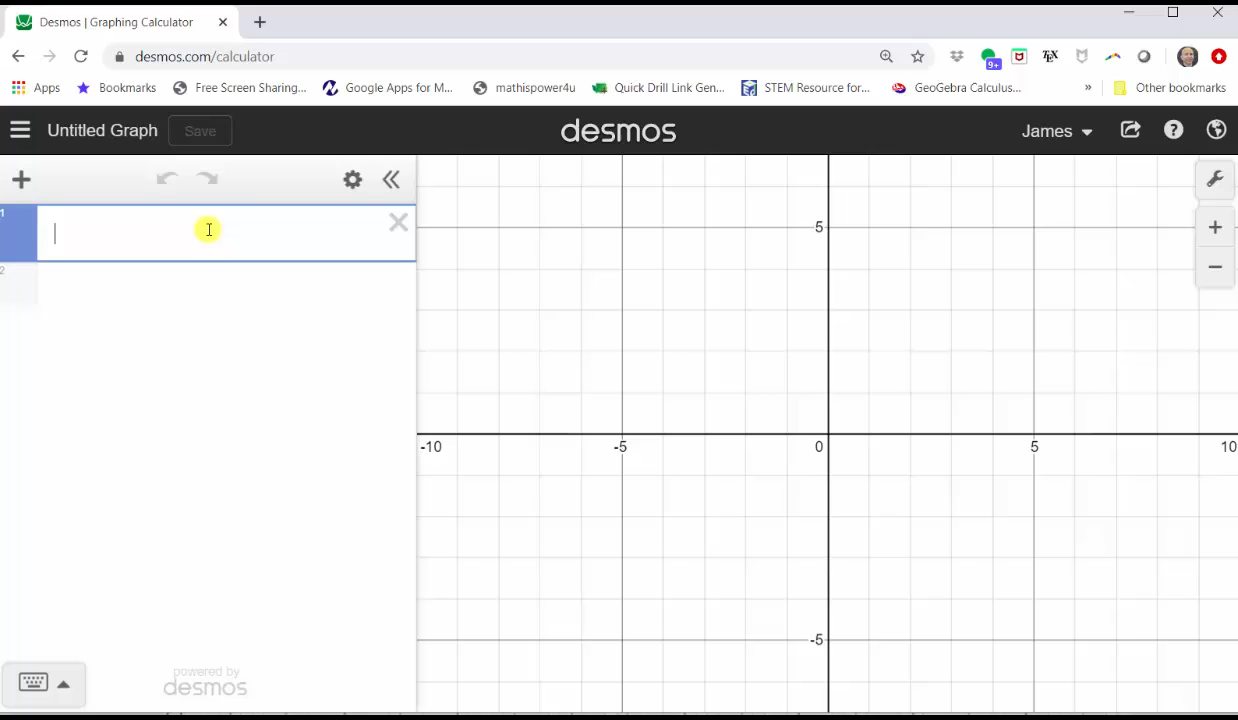 Desmos | Graphing Calculator
desmos.com/calculator
9+
TEX
Apps Bookmarks Free Screen Sharing... Google Apps for M... mathispower4u Quick Drill Link Gen... STEM Resource for... GeoGebra Calculus... » Other bookmarks
Untitled Graph Save desmos James
1
2
5
-10 -5 0 5 10
-5
powered by
desmos